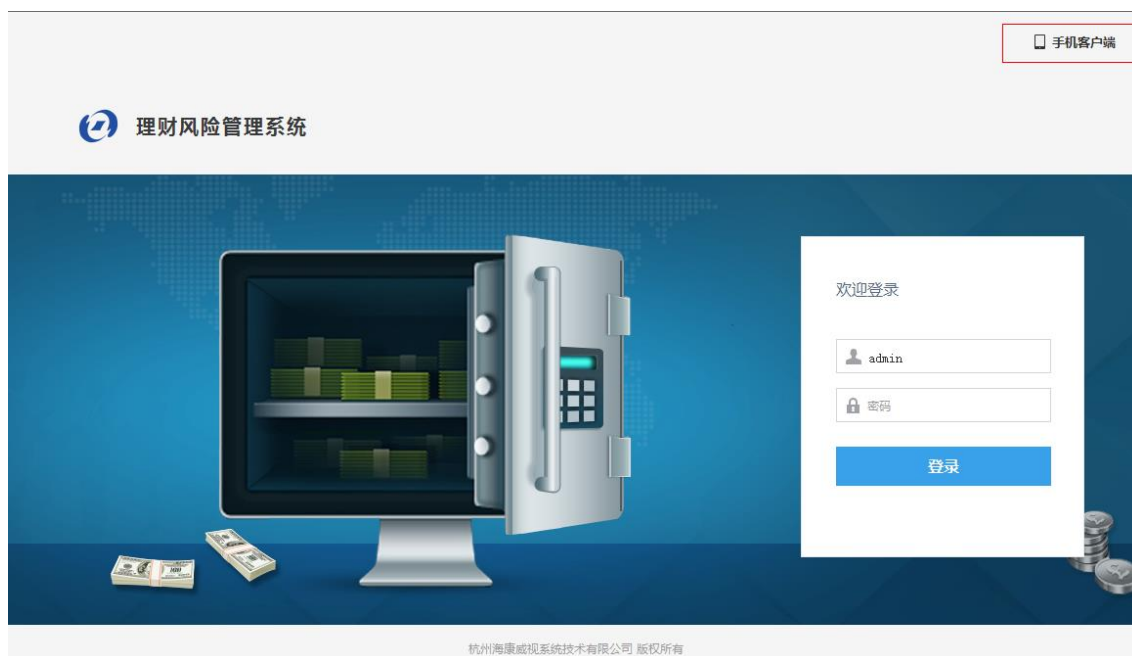 手机客户端
理财风险管理系统
欢迎登录
admin
密码
登录
杭州海康威视系统技术有限公司 版权所有